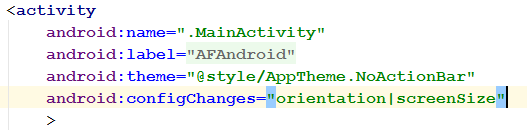 <activity
android:name=".MainActivity"
android:label="AFAndroid"
android:theme="@style/AppTheme.NoActionBar"
android:configChanges="orientation|screenSize"
>